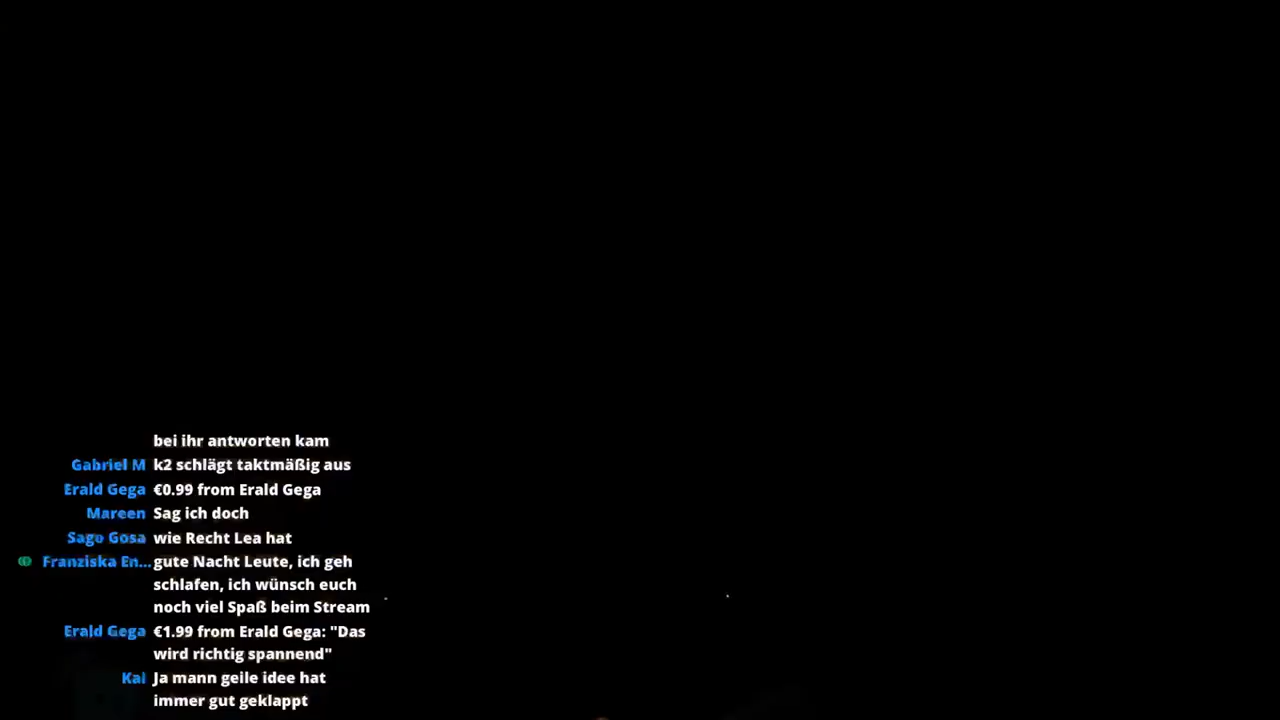 bei ihr antworten kam
Gabriel M k2 schlägt taktmäßig aus
Erald Gega €0.99 from Erald Gega
Mareen Sag ich doch
Sago Gosa wie Recht Lea hat
Franziska En... gute Nacht Leute, ich geh
schlafen, ich wünsch euch
noch viel Spaß beim Stream
Erald Gega €1.99 from Erald Gega: "Das
wird richtig spannend"
Kai Ja mann geile idee hat
immer gut geklappt